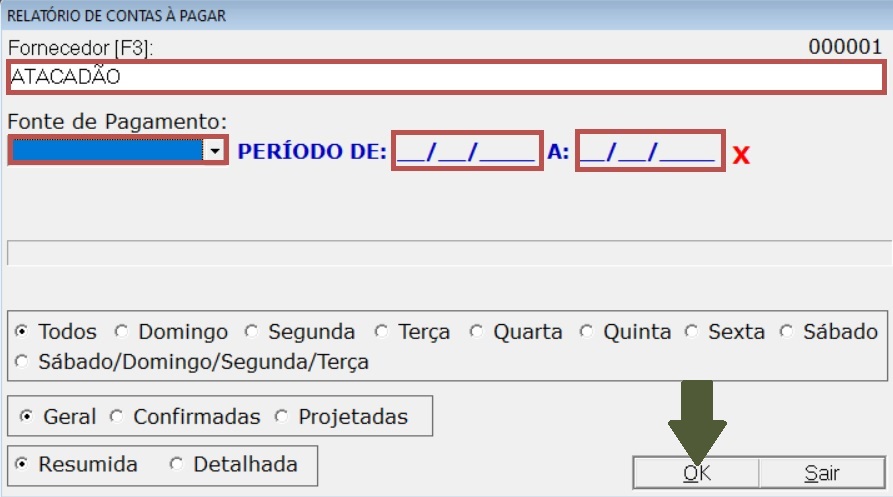 RELATÓRIO DE CONTAS À PAGAR
Fornecedor [F3]: 000001
ATACADÃO
Fonte de Pagamento:
PERÍODO DE: __/__/____ A: __/__/____ X
Todos Domingo Segunda Terça Quarta Quinta Sexta Sábado
Sábado/Domingo/Segunda/Terça
Geral Confirmadas Projetadas
Resumida Detalhada
OK Sair